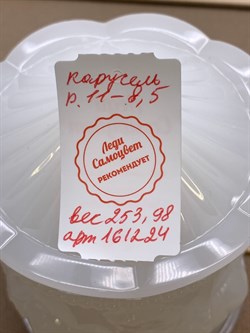 карусель
р. 11-8,5
Леди
Самоцвет
РЕКОМЕНДУЕТ
вес 253,98
арт 161224